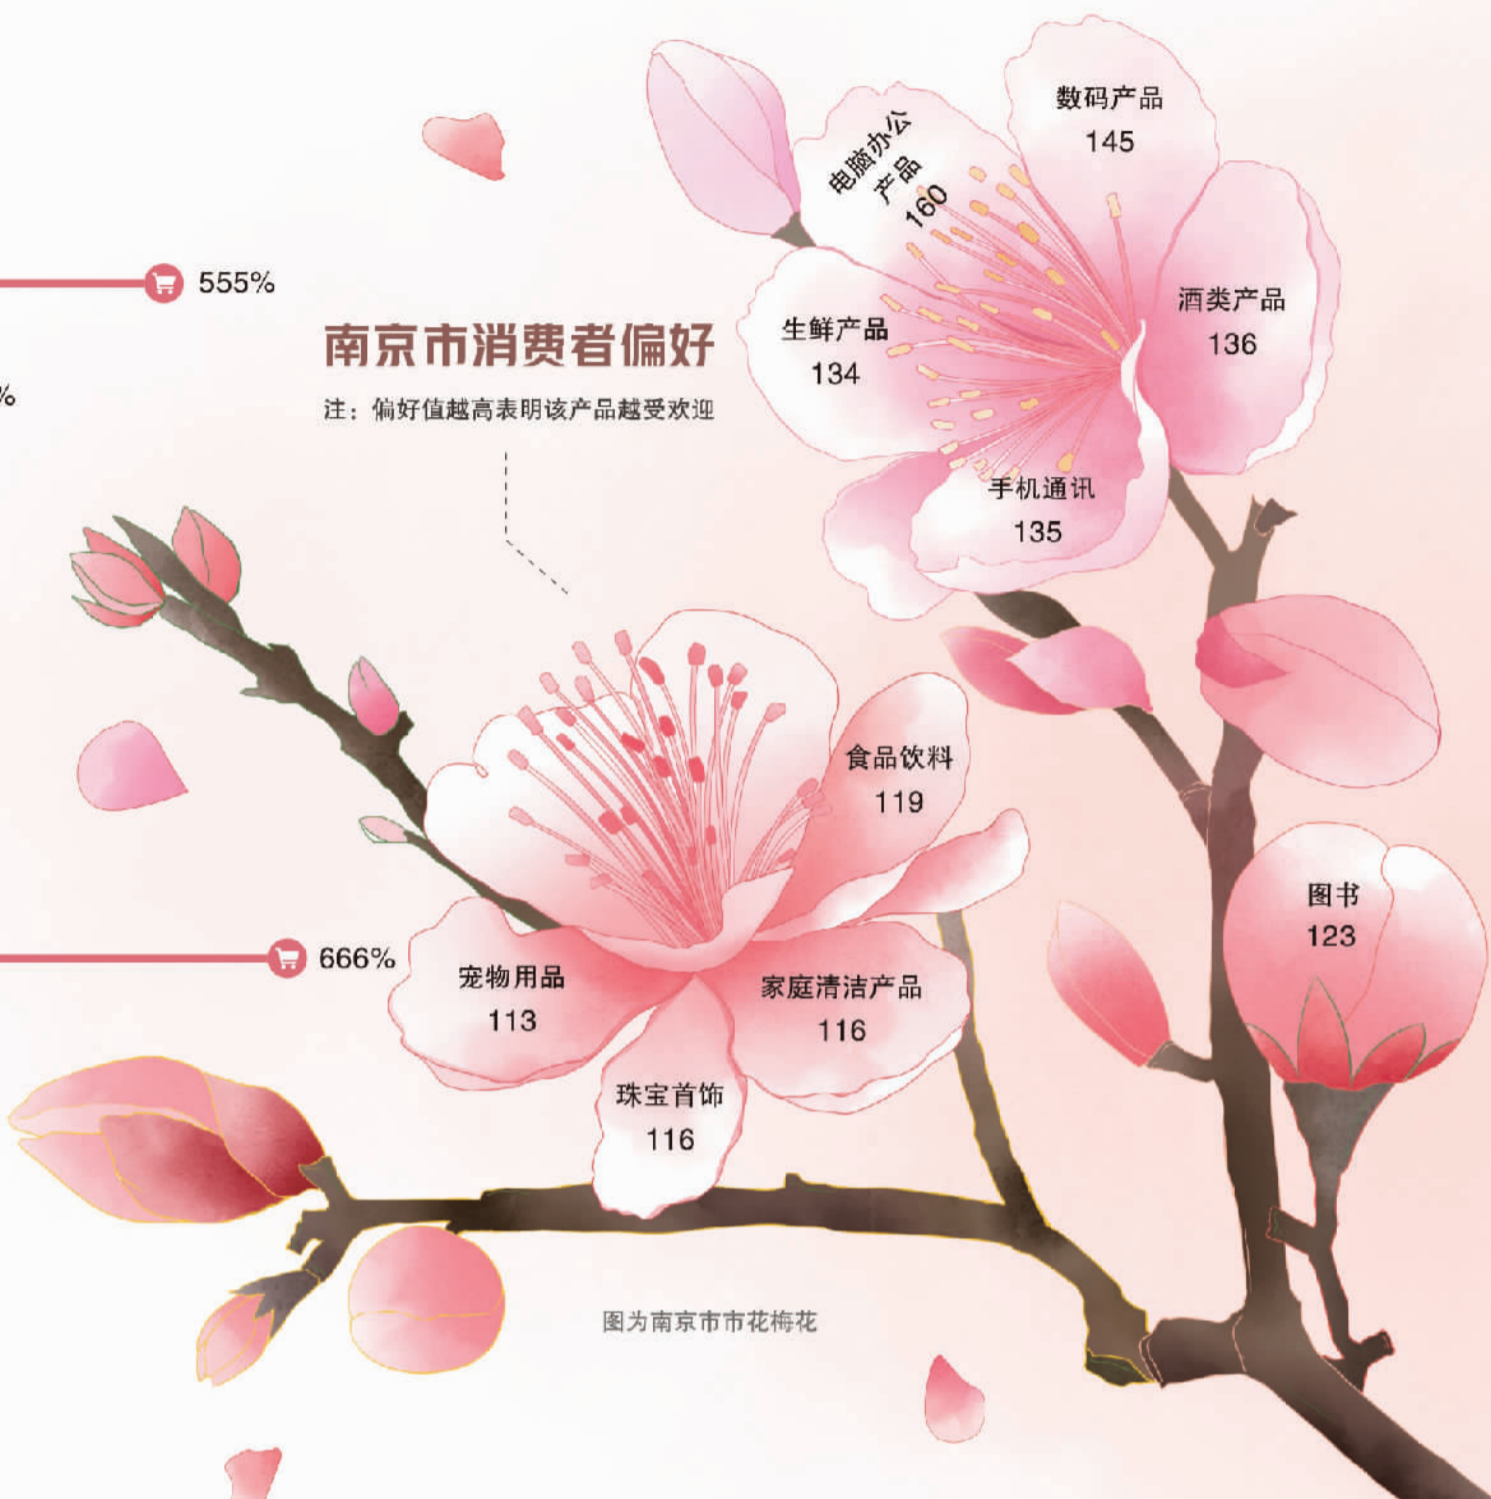 数码产品
145
电脑办公
产品
160
555%
酒类产品
136
南京市消费者偏好
生鲜产品
134
%
注：偏好值越高表明该产品越受欢迎
手机通讯
135
食品饮料
119
图书
123
666%
宠物用品
113
家庭清洁产品
116
珠宝首饰
116
图为南京市市花梅花